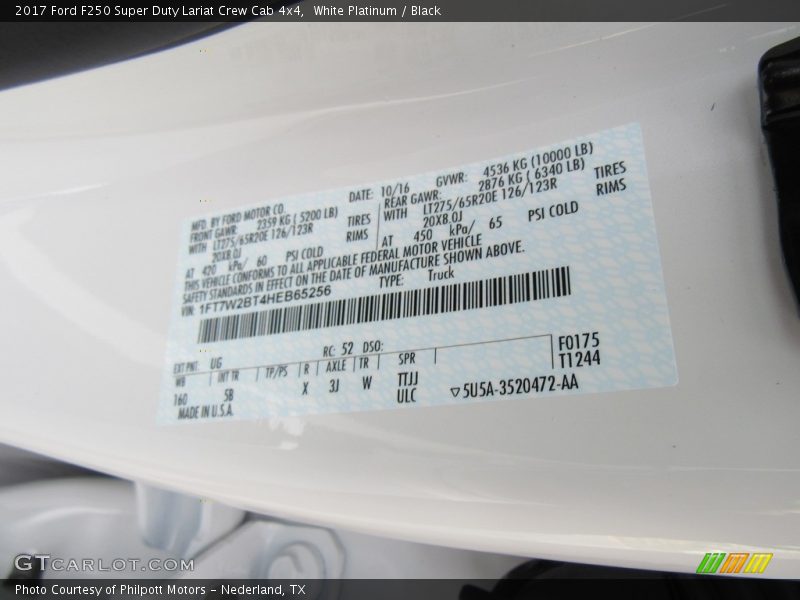 2017 Ford F250 Super Duty Lariat Crew Cab 4x4,  White Platinum / Black
MFD. BY FORD MOTOR CO.
DATE: 10/16
GVWR: 4536 KG (10000 LB)
FRONT GAWR: 2359 KG ( 5200 LB)
REAR GAWR: 2876 KG ( 6340 LB)
WITH LT275/65R20E 126/123R TIRES
WITH LT275/65R20E 126/123R TIRES
20X8.0J RIMS
20X8.0J RIMS
AT 420 kPa/ 60 PSI COLD
AT 450 kPa/ 65 PSI COLD
THIS VEHICLE CONFORMS TO ALL APPLICABLE FEDERAL MOTOR VEHICLE
SAFETY STANDARDS IN EFFECT ON THE DATE OF MANUFACTURE SHOWN ABOVE.
VIN: 1FT7W2BT4HEB65256
TYPE: Truck
EXT PNT: UG
RC: 52 DSO:
F0175
WB INT TR TP/PS R AXLE TR SPR
T1244
160 5B X 3J W TTJJ
ULC
▽5U5A-3520472-AA
MADE IN U.S.A.
GTCARLOT.COM
Photo Courtesy of Philpott Motors – Nederland, TX